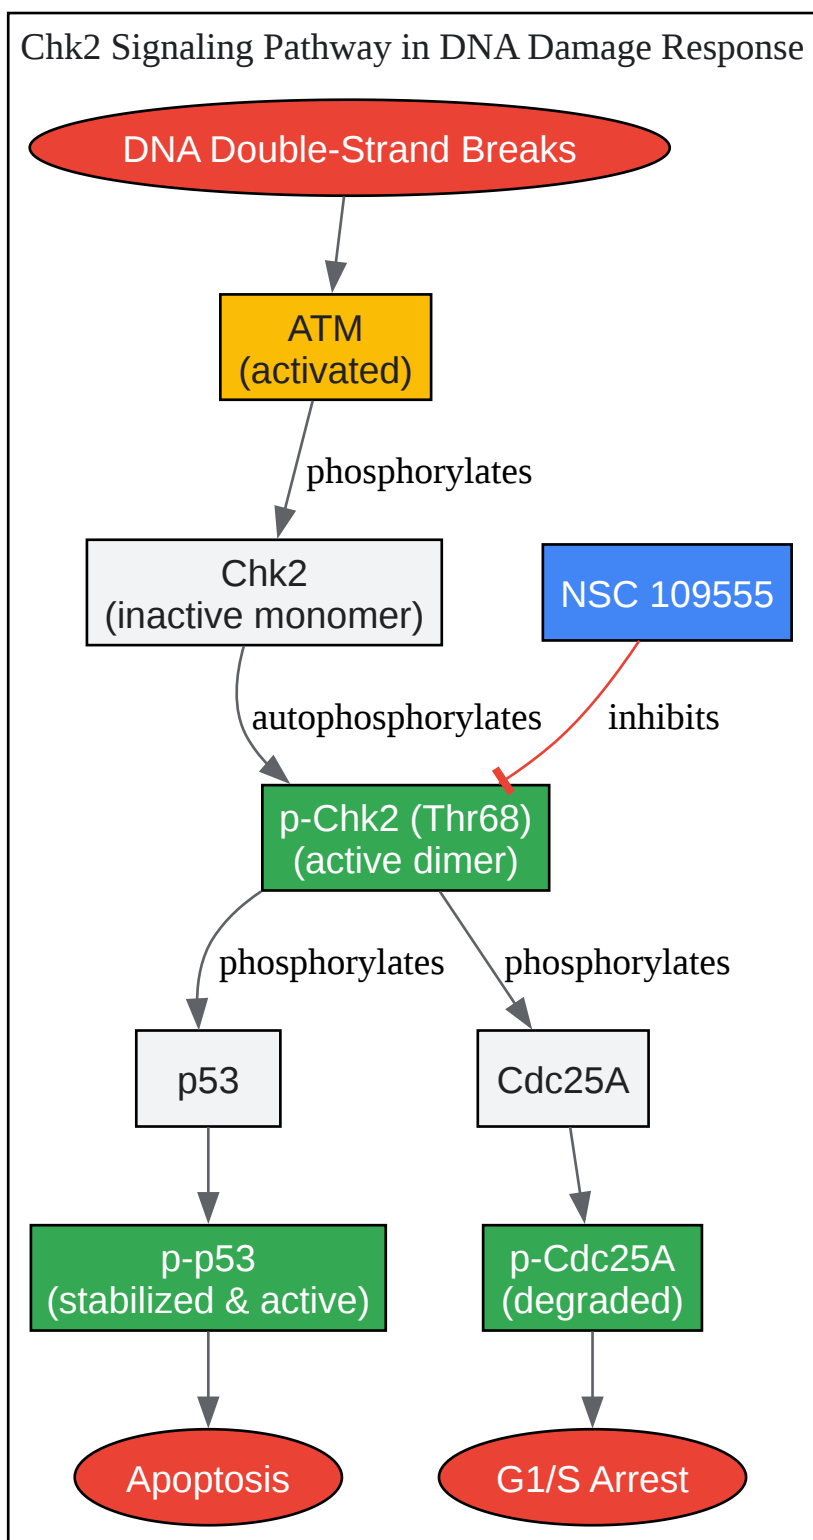 Chk2 Signaling Pathway in DNA Damage Response
DNA Double-Strand Breaks
ATM
(activated)
phosphorylates
Chk2
(inactive monomer)
NSC 109555
autophosphorylates
inhibits
p-Chk2 (Thr68)
(active dimer)
phosphorylates
phosphorylates
p53
Cdc25A
p-p53
(stabilized & active)
p-Cdc25A
(degraded)
Apoptosis
G1/S Arrest